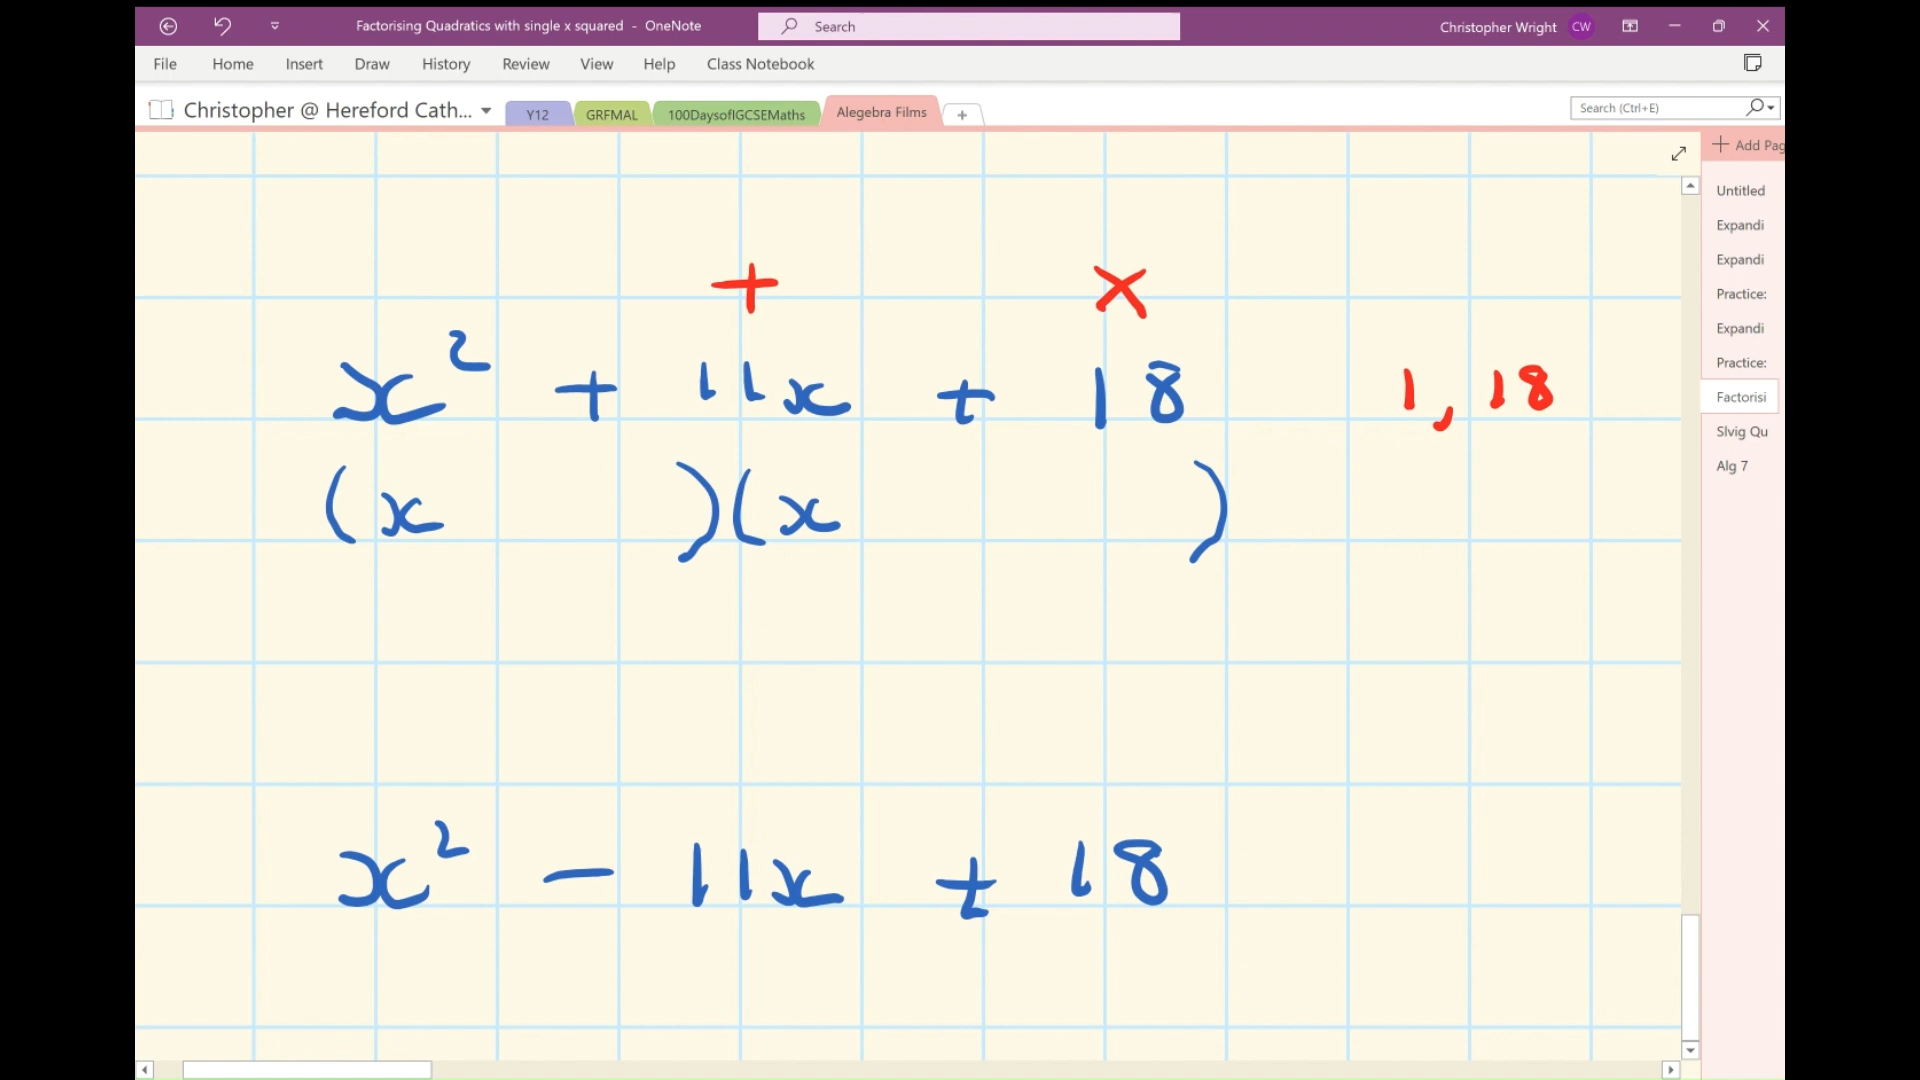 Factorising Quadratics with single x squared - OneNote
Search
Christopher Wright CW
File Home Insert Draw History Review View Help Class Notebook
Christopher @ Hereford Cath... Y12 GRFMAL 100DaysofIGCSEMaths Alegebra Films +
Search (Ctrl+E)
+ Add Pag
Untitled
Expandi
Expandi
Practice:
Expandi
Practice:
Factorisi
Slvig Qu
Alg 7
+ ×
x² + 11x + 18 1, 18
(x )(x )
x² - 11x + 18